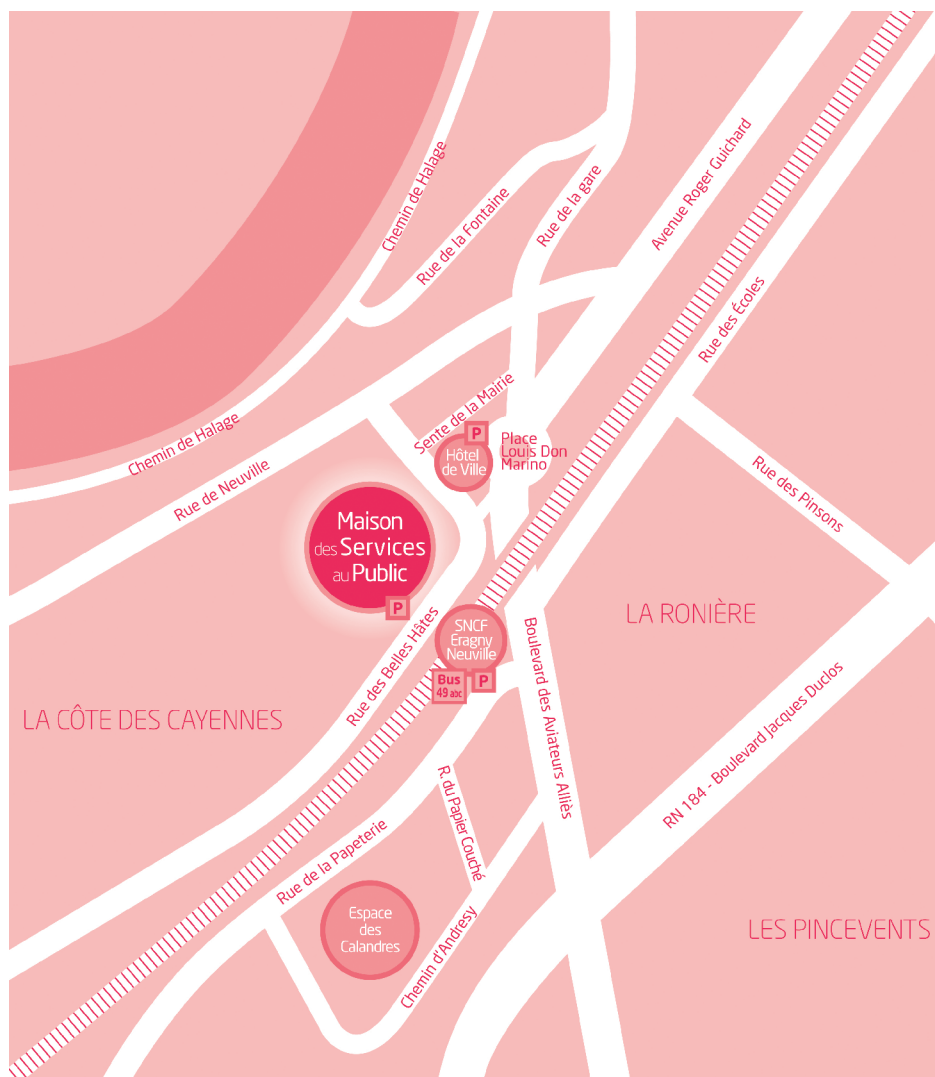 Chemin de Halage
Rue de la Fontaine
Rue de la gare
Avenue Roger Guichard
Rue des Écoles
Chemin de Halage
Rue de Neuville
Sente de la Mairie
P
Hôtel
de Ville
Place
Louis Don
Marino
Rue des Pinsons
Maison
des Services
au Public
P
SNCF
Éragny
Neuville
Bus
49 abc
P
LA RONIÈRE
Rue des Belles Hâtes
Boulevard des Aviateurs Alliès
LA CÔTE DES CAYENNES
RN 184 - Boulevard Jacques Duclos
R. du Papier Couché
Rue de la Papeterie
Espace
des
Calandres
Chemin d'Andresy
LES PINCEVENTS